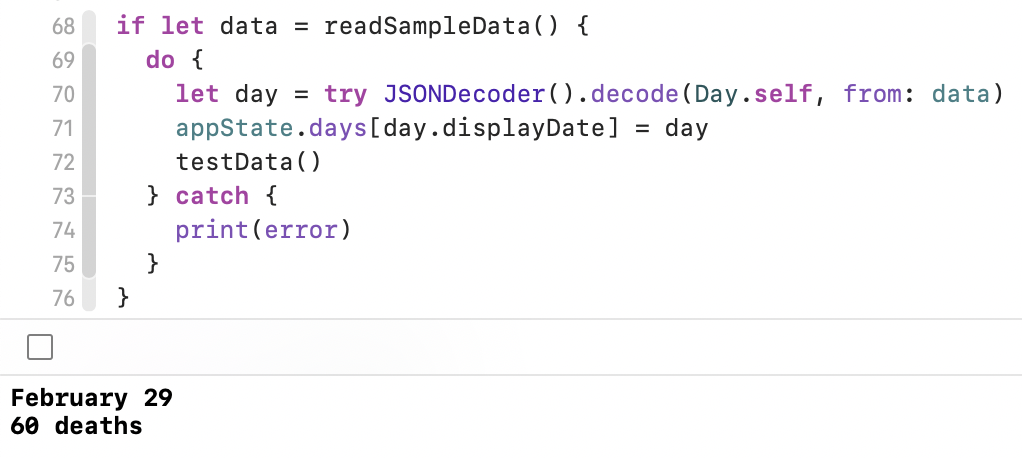 68 if let data = readSampleData() {
69   do {
70     let day = try JSONDecoder().decode(Day.self, from: data)
71     appState.days[day.displayDate] = day
72     testData()
73   } catch {
74     print(error)
75   }
76 }
February 29
60 deaths